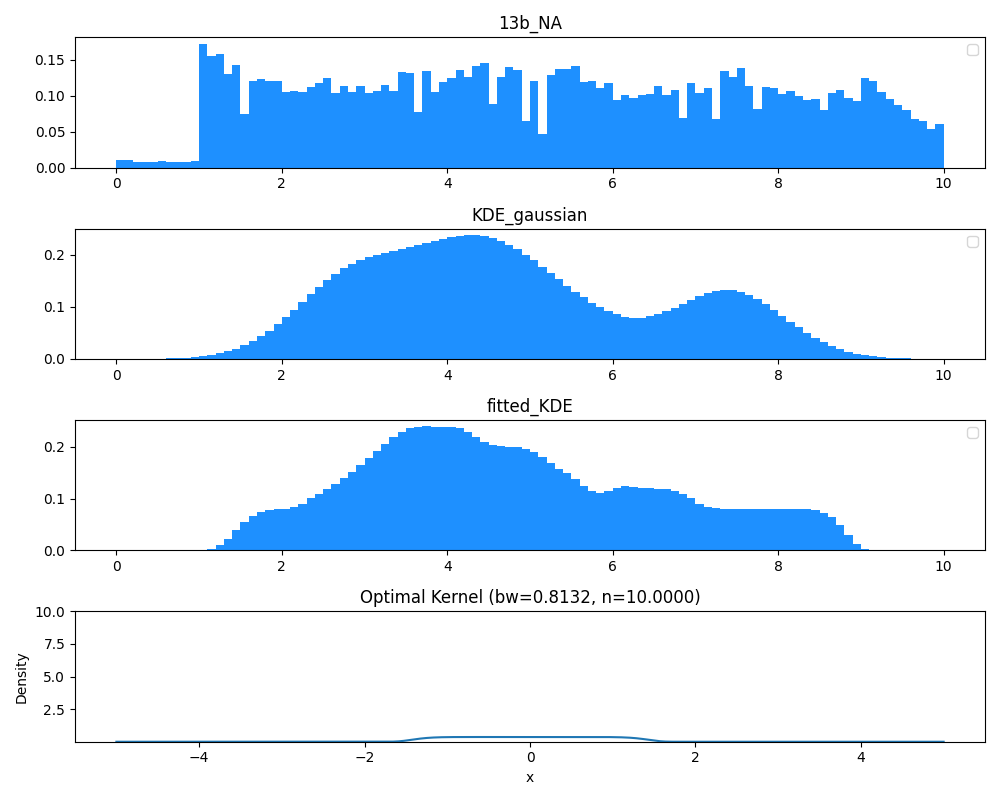 13b_NA
0.15
0.10
0.05
0.00
0 2 4 6 8 10
KDE_gaussian
0.2
0.1
0.0
0 2 4 6 8 10
fitted_KDE
0.2
0.1
0.0
0 2 4 6 8 10
Optimal Kernel (bw=0.8132, n=10.0000)
10.0
7.5
5.0
2.5
Density
−4 −2 0 2 4
x